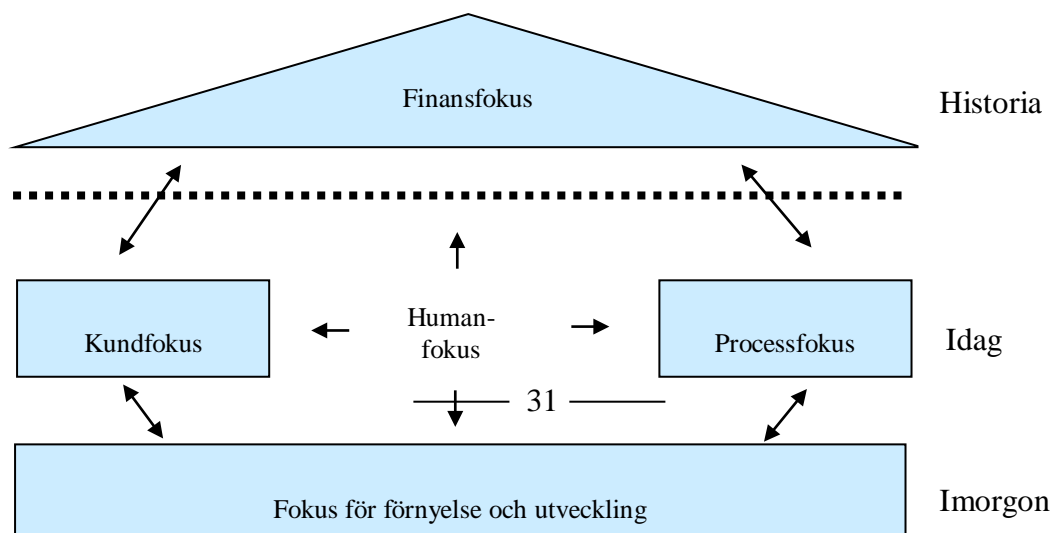 Finansfokus
Historia
Human-
fokus
Kundfokus
Processfokus
Idag
31
Fokus för förnyelse och utveckling
Imorgon